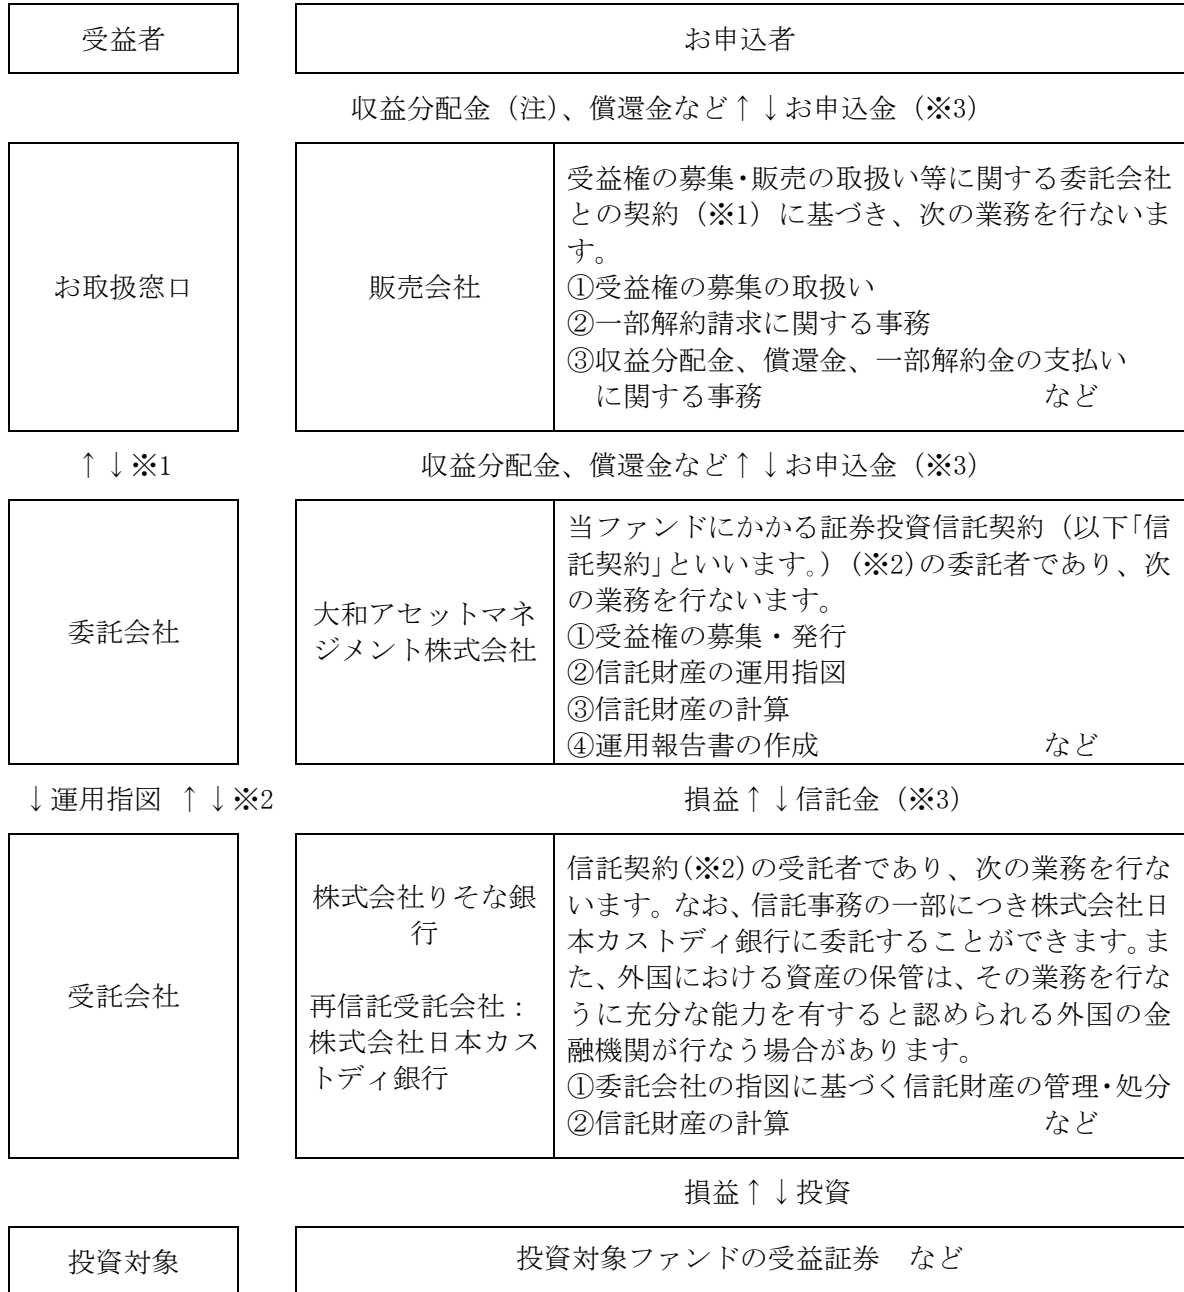 受益者
お申込者
収益分配金（注）、償還金など↑↓お申込金（※3）
お取扱窓口
販売会社
受益権の募集･販売の取扱い等に関する委託会社
との契約（※1）に基づき、次の業務を行ないま
す。
①受益権の募集の取扱い
②一部解約請求に関する事務
③収益分配金、償還金、一部解約金の支払い
に関する事務　など
↑↓※1
収益分配金、償還金など↑↓お申込金（※3）
委託会社
大和アセットマネ
ジメント株式会社
当ファンドにかかる証券投資信託契約（以下｢信
託契約｣といいます。）(※2)の委託者であり、次
の業務を行ないます。
①受益権の募集・発行
②信託財産の運用指図
③信託財産の計算
④運用報告書の作成　など
↓運用指図 ↑↓※2
損益↑↓信託金（※3）
受託会社
株式会社りそな銀
行
再信託受託会社：
株式会社日本カス
トディ銀行
信託契約(※2)の受託者であり、次の業務を行な
います。なお、信託事務の一部につき株式会社日
本カストディ銀行に委託することができます。ま
た、外国における資産の保管は、その業務を行な
うに充分な能力を有すると認められる外国の金
融機関が行なう場合があります。
①委託会社の指図に基づく信託財産の管理･処分
②信託財産の計算　など
損益↑↓投資
投資対象
投資対象ファンドの受益証券　など